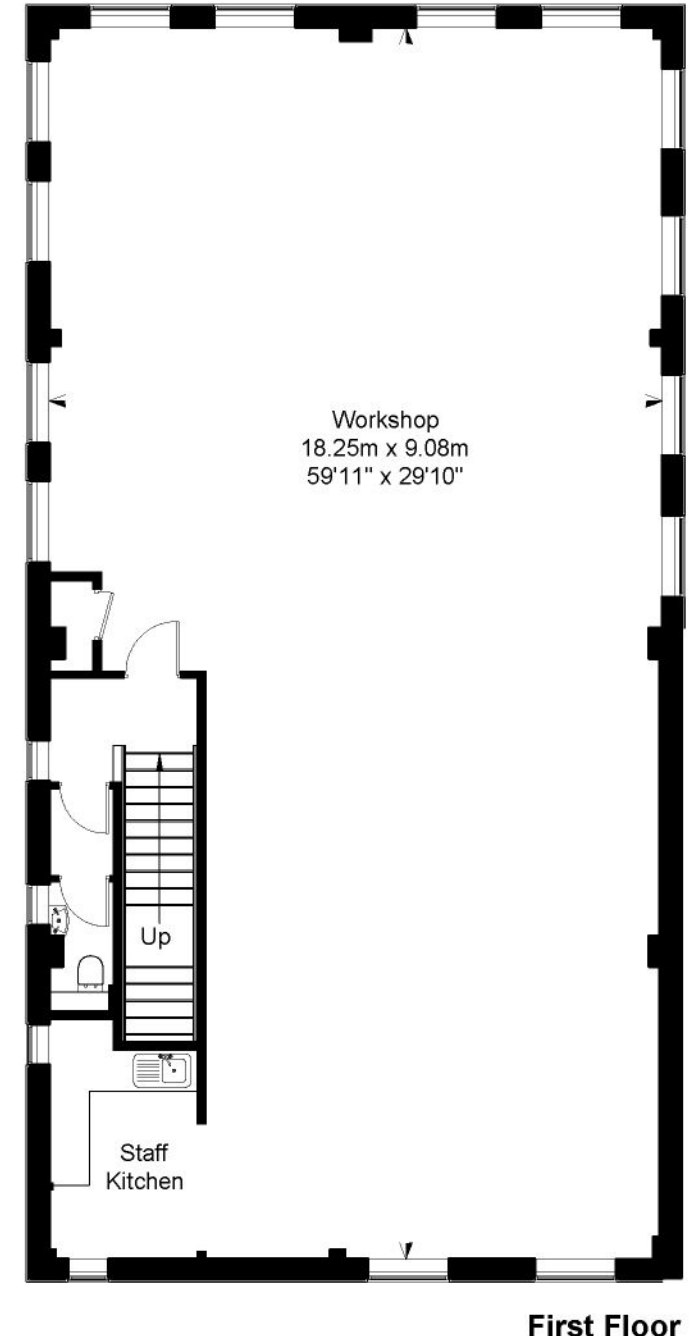 Workshop
18.25m x 9.08m
59'11" x 29'10"
Up
Staff
Kitchen
First Floor